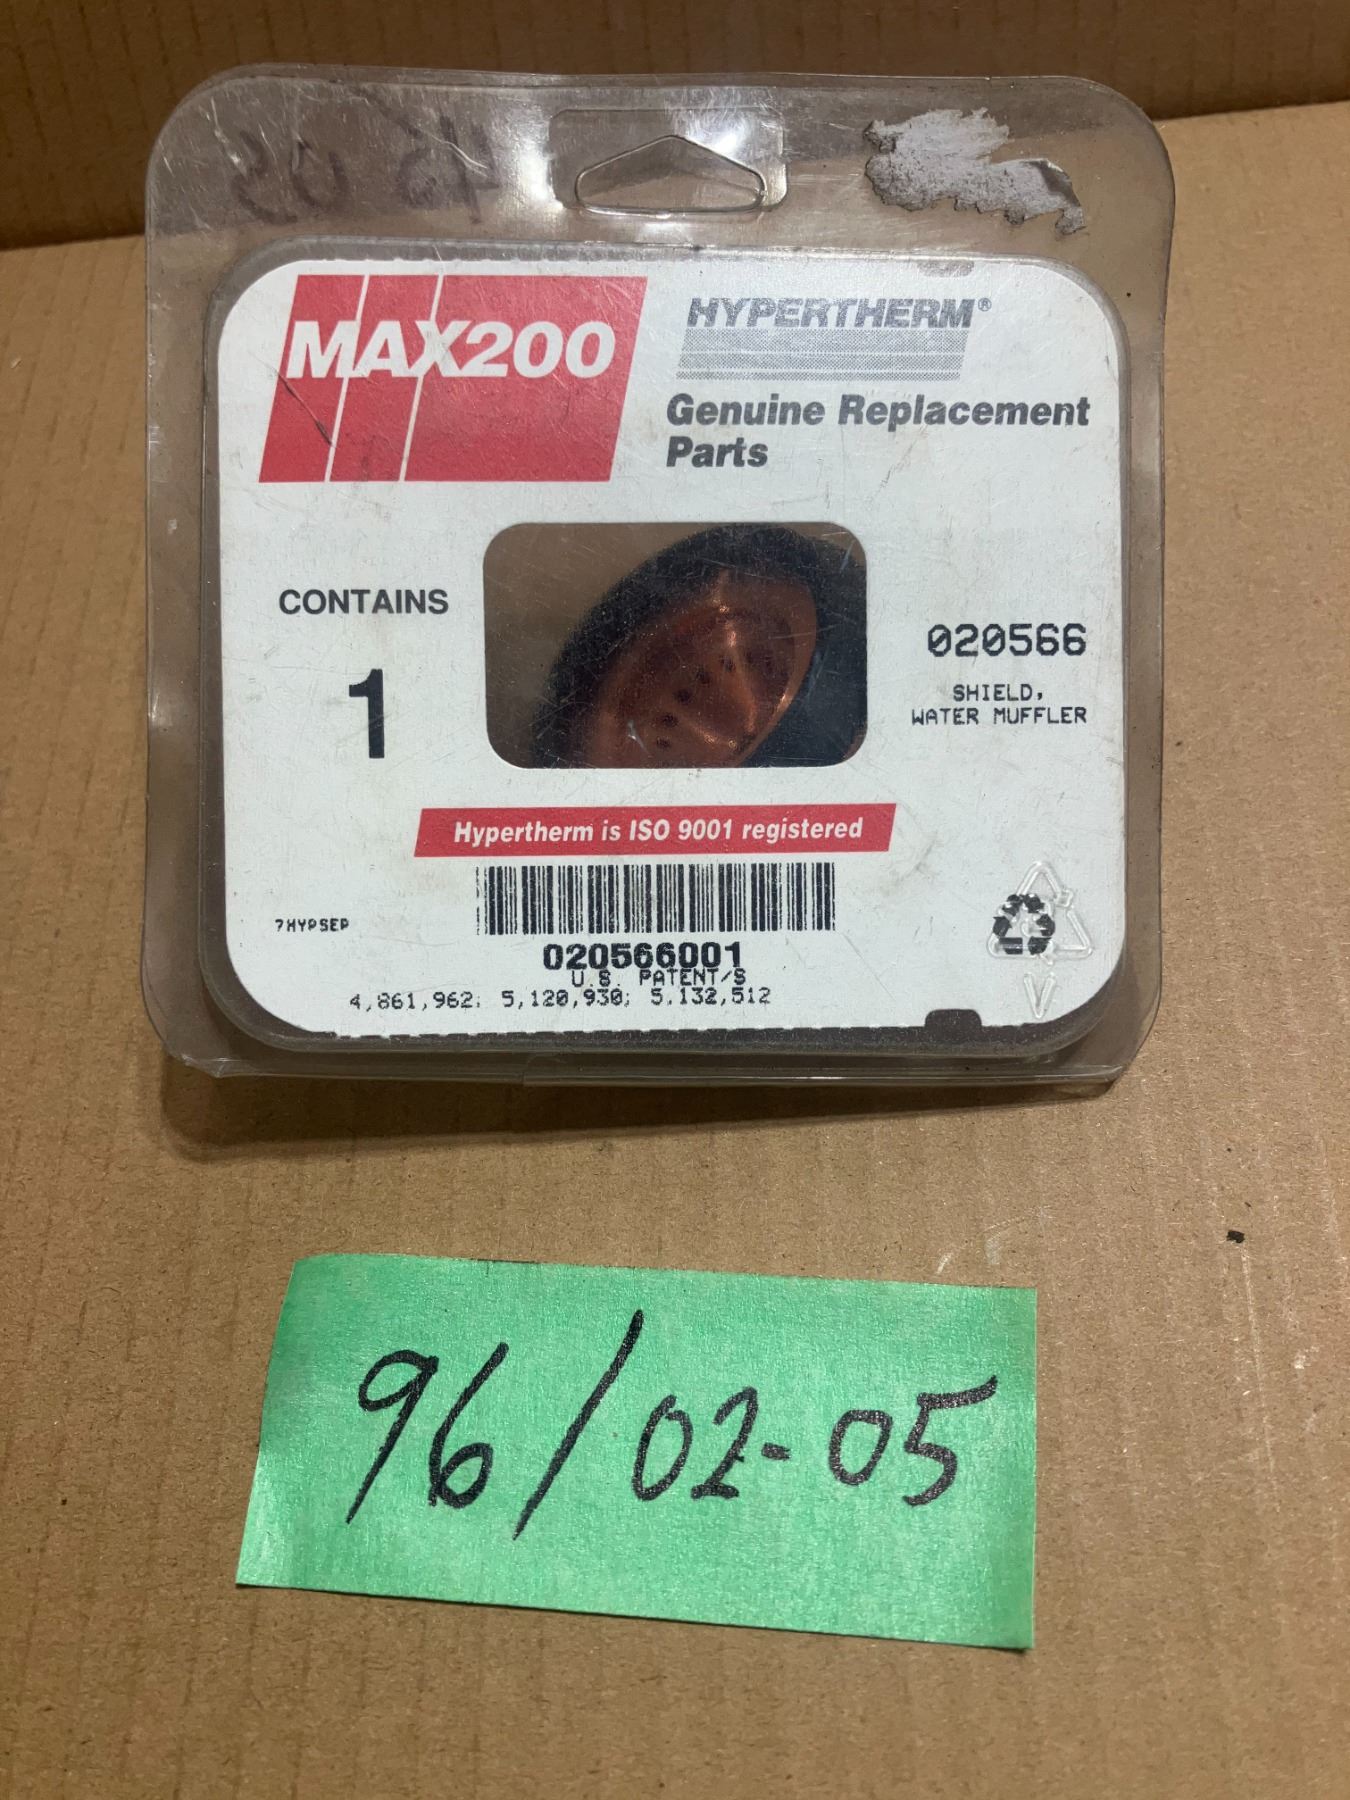 MAX200
HYPERTHERM®
Genuine Replacement
Parts
CONTAINS
1
020566
SHIELD,
WATER MUFFLER
Hypertherm is ISO 9001 registered
7HYPSEP
020566001
U.S. PATENT/S
4,861,962; 5,120,930; 5,132,512
V
96/02-05